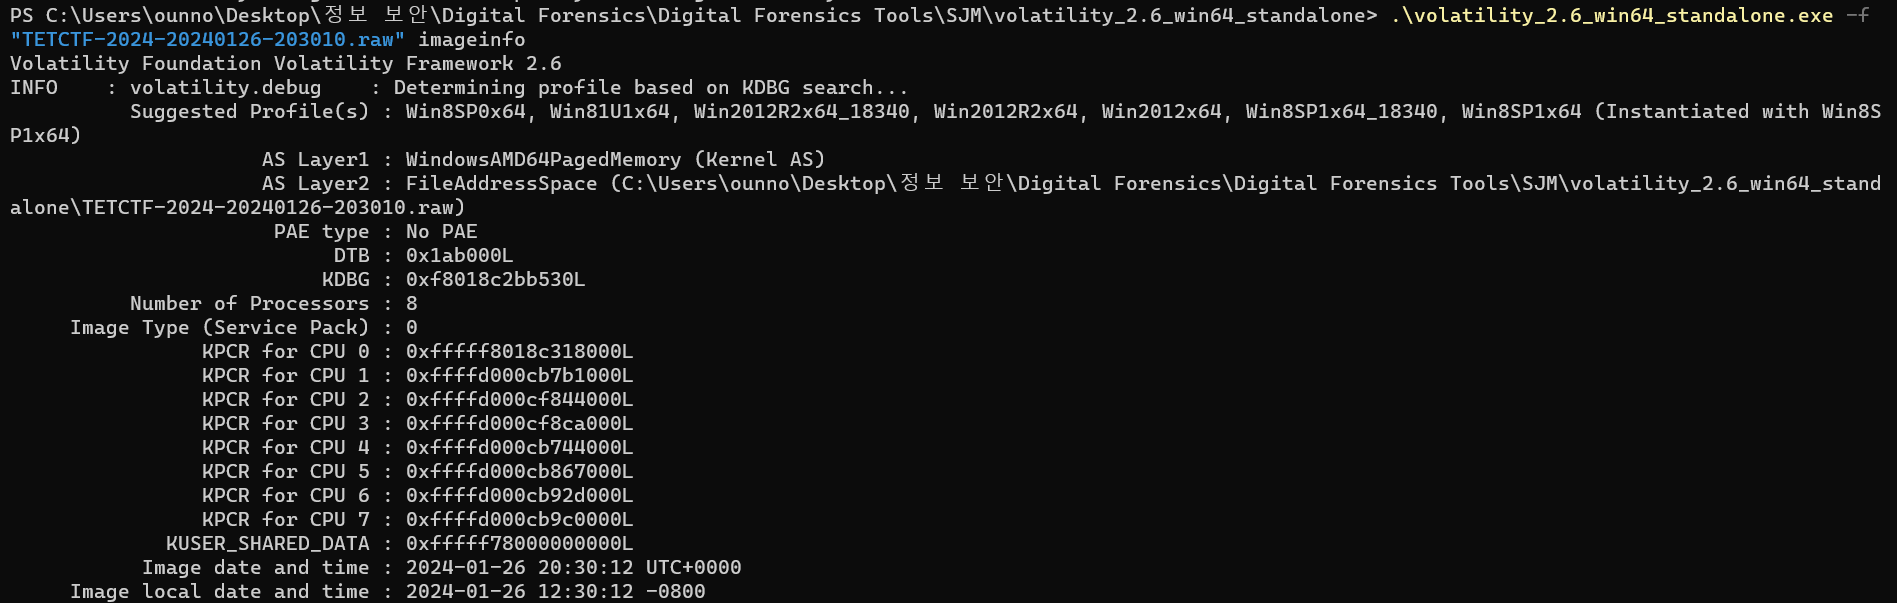 PS C:\Users\ounno\Desktop\정보 보안\Digital Forensics\Digital Forensics Tools\SJM\volatility_2.6_win64_standalone> .\volatility_2.6_win64_standalone.exe -f
"TETCTF-2024-20240126-203010.raw" imageinfo
Volatility Foundation Volatility Framework 2.6
INFO    : volatility.debug    : Determining profile based on KDBG search...
          Suggested Profile(s) : Win8SP0x64, Win81U1x64, Win2012R2x64_18340, Win2012R2x64, Win2012x64, Win8SP1x64_18340, Win8SP1x64 (Instantiated with Win8S
P1x64)
                     AS Layer1 : WindowsAMD64PagedMemory (Kernel AS)
                     AS Layer2 : FileAddressSpace (C:\Users\ounno\Desktop\정보 보안\Digital Forensics\Digital Forensics Tools\SJM\volatility_2.6_win64_stand
alone\TETCTF-2024-20240126-203010.raw)
                      PAE type : No PAE
                           DTB : 0x1ab000L
                          KDBG : 0xf8018c2bb530L
          Number of Processors : 8
     Image Type (Service Pack) : 0
                KPCR for CPU 0 : 0xfffff8018c318000L
                KPCR for CPU 1 : 0xffffd000cb7b1000L
                KPCR for CPU 2 : 0xffffd000cf844000L
                KPCR for CPU 3 : 0xffffd000cf8ca000L
                KPCR for CPU 4 : 0xffffd000cb744000L
                KPCR for CPU 5 : 0xffffd000cb867000L
                KPCR for CPU 6 : 0xffffd000cb92d000L
                KPCR for CPU 7 : 0xffffd000cb9c0000L
             KUSER_SHARED_DATA : 0xfffff78000000000L
           Image date and time : 2024-01-26 20:30:12 UTC+0000
     Image local date and time : 2024-01-26 12:30:12 -0800